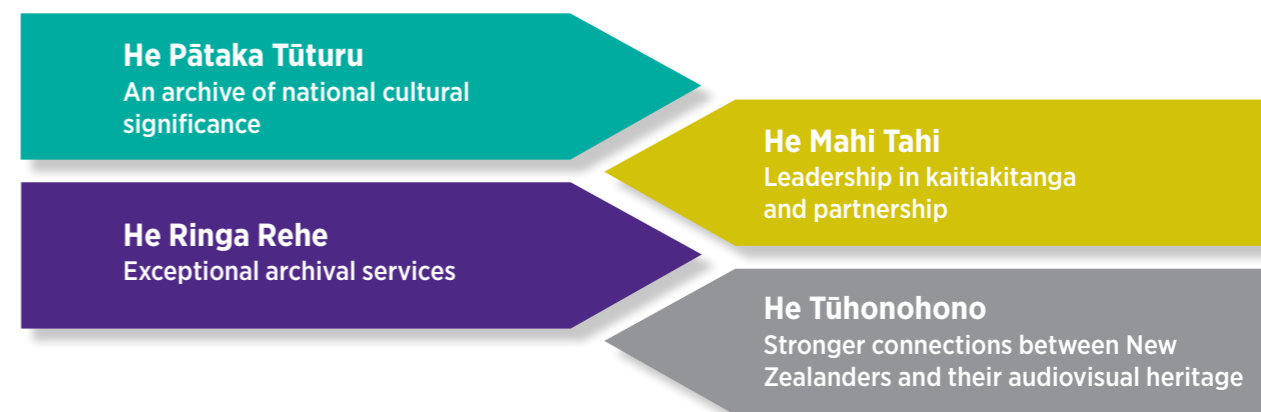 He Pātaka Tūturu
An archive of national cultural
significance
He Mahi Tahi
Leadership in kaitiakitanga
and partnership
He Ringa Rehe
Exceptional archival services
He Tūhonohono
Stronger connections between New
Zealanders and their audiovisual heritage